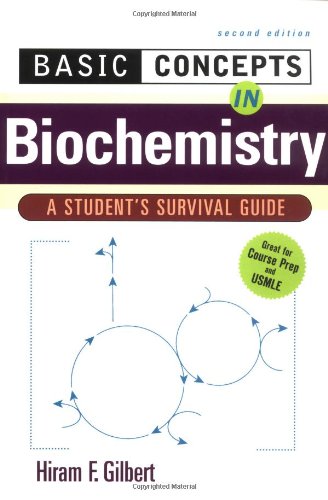 second edition
BASIC CONCEPTS
IN
Biochemistry
A STUDENT'S SURVIVAL GUIDE
Great for
Course Prep
and
USMLE
Hiram F. Gilbert